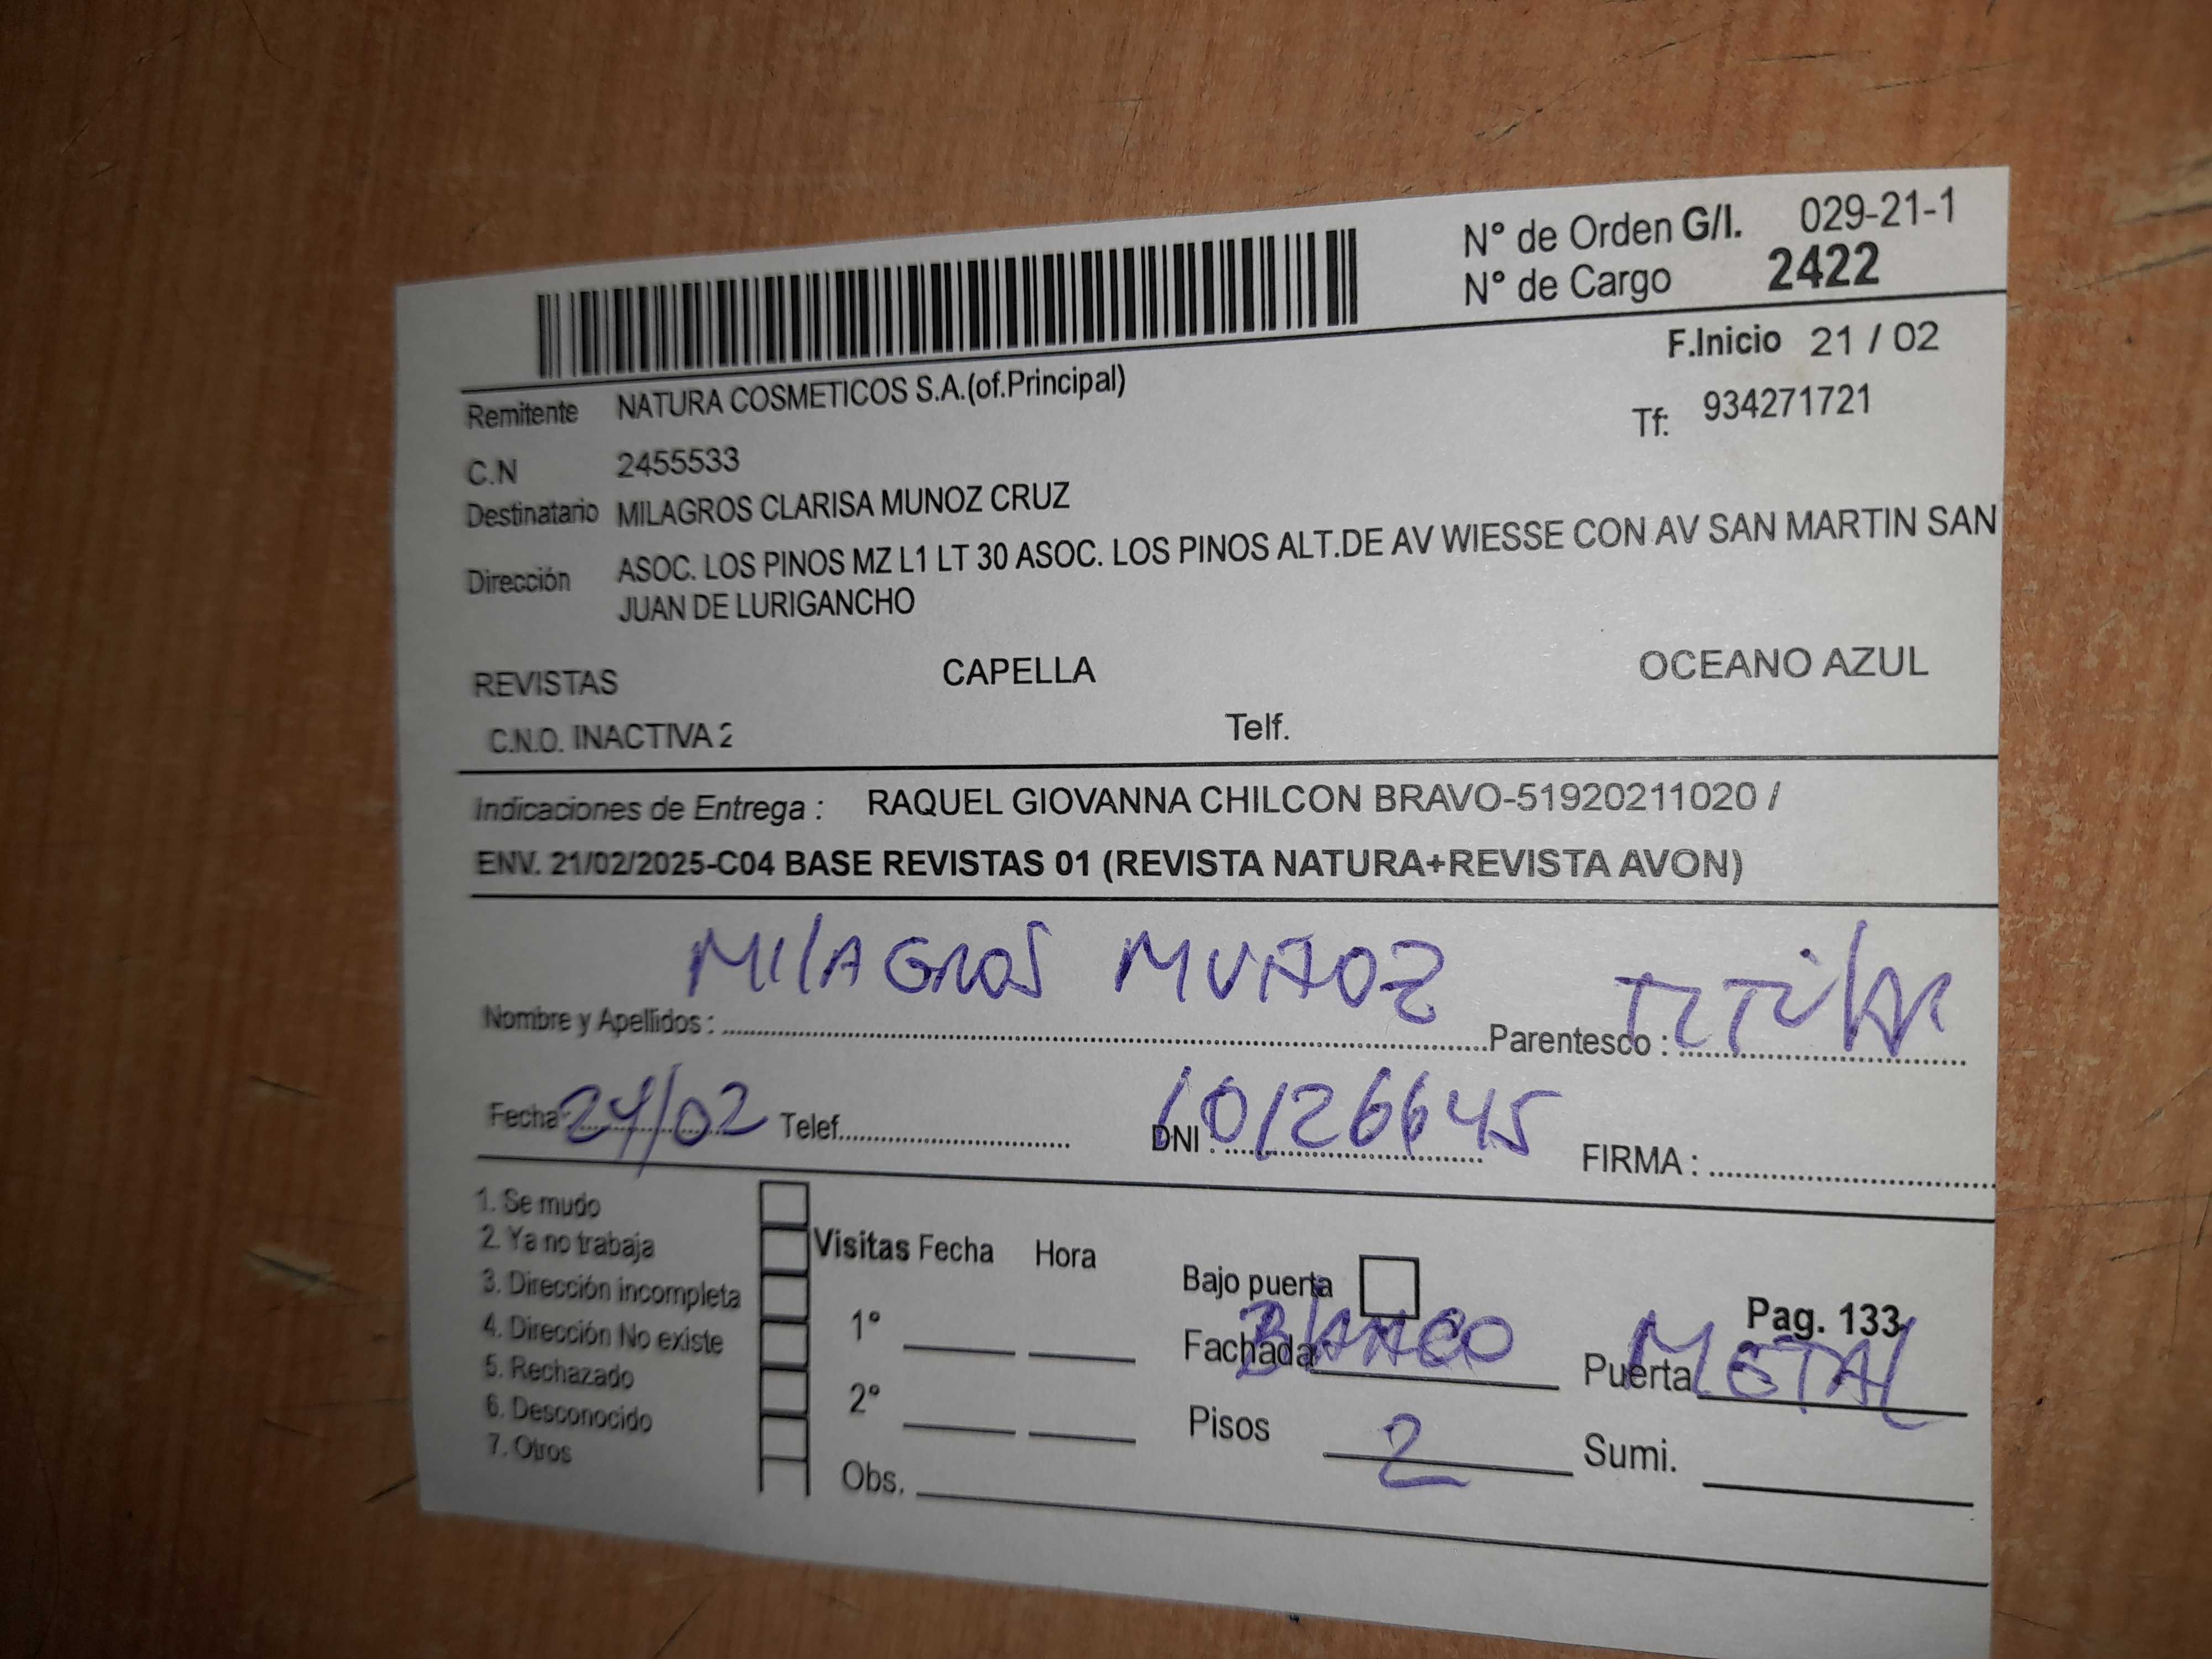 N° de Orden G/I. 029-21-1
N° de Cargo 2422
F.Inicio 21 / 02
Remitente NATURA COSMETICOS S.A.(of.Principal)
Tf: 934271721
C.N 2455533
Destinatario MILAGROS CLARISA MUNOZ CRUZ
Dirección ASOC. LOS PINOS MZ L1 LT 30 ASOC. LOS PINOS ALT.DE AV WIESSE CON AV SAN MARTIN SAN
JUAN DE LURIGANCHO
REVISTAS CAPELLA OCEANO AZUL
C.N.O. INACTIVA 2 Telf.
Indicaciones de Entrega : RAQUEL GIOVANNA CHILCON BRAVO-51920211020 /
ENV. 21/02/2025-C04 BASE REVISTAS 01 (REVISTA NATURA+REVISTA AVON)
Nombre y Apellidos : MILAGROS MUÑOZ Parentesco : TITULAR
Fecha 24/02 Telef. DNI : 10126645 FIRMA :
1. Se mudo
2. Ya no trabaja
3. Dirección incompleta
4. Dirección No existe
5. Rechazado
6. Desconocido
7. Otros
Visitas Fecha Hora
1°
2°
Obs.
Bajo puerta
Pag. 133
Fachada BLANCO Puerta METAL
Pisos 2 Sumi.